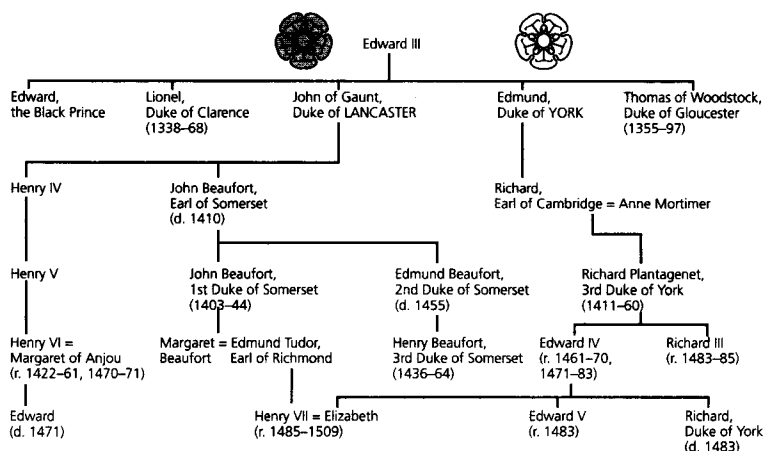 Edward III
Edward,
the Black Prince
Lionel,
Duke of Clarence
(1338–68)
John of Gaunt,
Duke of LANCASTER
Edmund,
Duke of YORK
Thomas of Woodstock,
Duke of Gloucester
(1355–97)
Henry IV
John Beaufort,
Earl of Somerset
(d. 1410)
Richard,
Earl of Cambridge = Anne Mortimer
Henry V
John Beaufort,
1st Duke of Somerset
(1403–44)
Edmund Beaufort,
2nd Duke of Somerset
(d. 1455)
Richard Plantagenet,
3rd Duke of York
(1411–60)
Henry VI =
Margaret of Anjou
(r. 1422–61, 1470–71)
Margaret = Edmund Tudor,
Beaufort Earl of Richmond
Henry Beaufort,
3rd Duke of Somerset
(1436–64)
Edward IV
(r. 1461–70,
1471–83)
Richard III
(r. 1483–85)
Edward
(d. 1471)
Henry VII = Elizabeth
(r. 1485–1509)
Edward V
(r. 1483)
Richard,
Duke of York
(d. 1483)